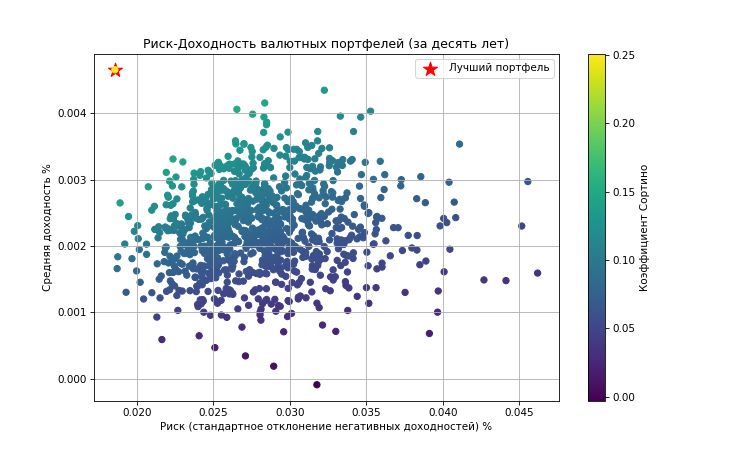 Риск-Доходность валютных портфелей (за десять лет)
Лучший портфель
Средняя доходность %
0.004
0.003
0.002
0.001
0.000
0.020 0.025 0.030 0.035 0.040 0.045
Риск (стандартное отклонение негативных доходностей) %
0.25
0.20
0.15
0.10
0.05
0.00
Коэффициент Сортино